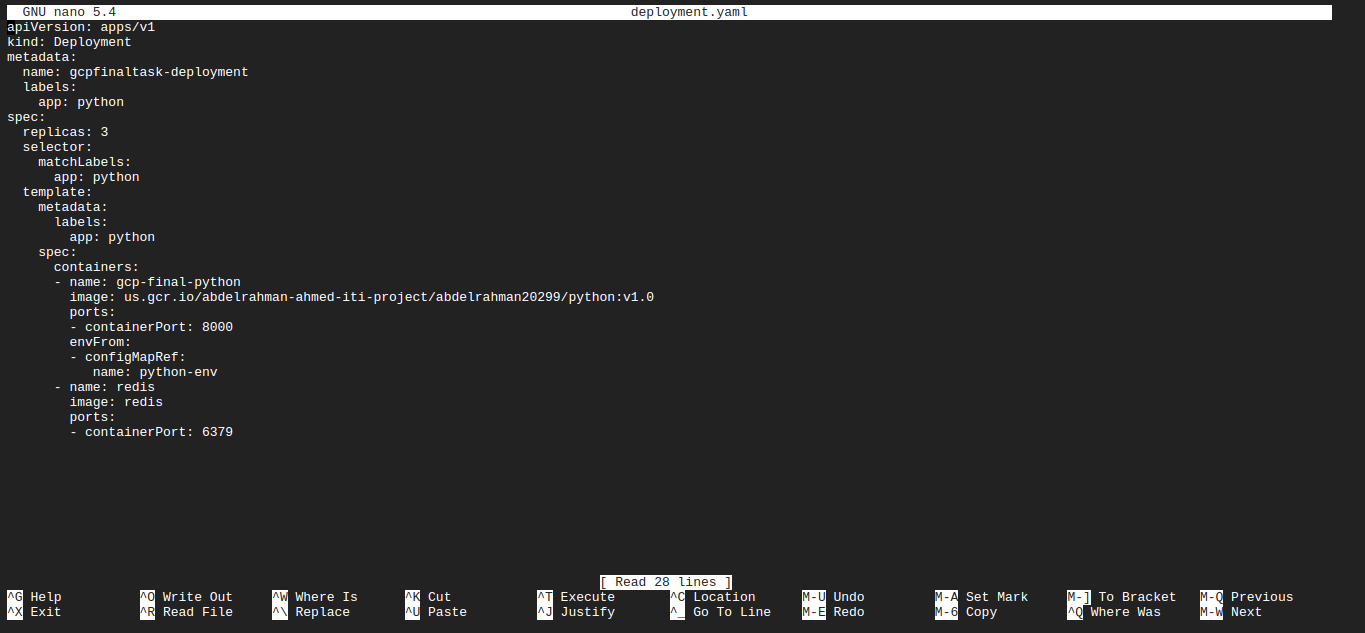 GNU nano 5.4 deployment.yaml
apiVersion: apps/v1
kind: Deployment
metadata:
  name: gcpfinaltask-deployment
  labels:
    app: python
spec:
  replicas: 3
  selector:
    matchLabels:
      app: python
  template:
    metadata:
      labels:
        app: python
    spec:
      containers:
      - name: gcp-final-python
        image: us.gcr.io/abdelrahman-ahmed-iti-project/abdelrahman20299/python:v1.0
        ports:
        - containerPort: 8000
        envFrom:
        - configMapRef:
           name: python-env
      - name: redis
        image: redis
        ports:
        - containerPort: 6379
[ Read 28 lines ]
^G Help ^O Write Out ^W Where Is ^K Cut ^T Execute ^C Location M-U Undo M-A Set Mark M-] To Bracket M-Q Previous
^X Exit ^R Read File ^\ Replace ^U Paste ^J Justify ^_ Go To Line M-E Redo M-6 Copy ^Q Where Was M-W Next